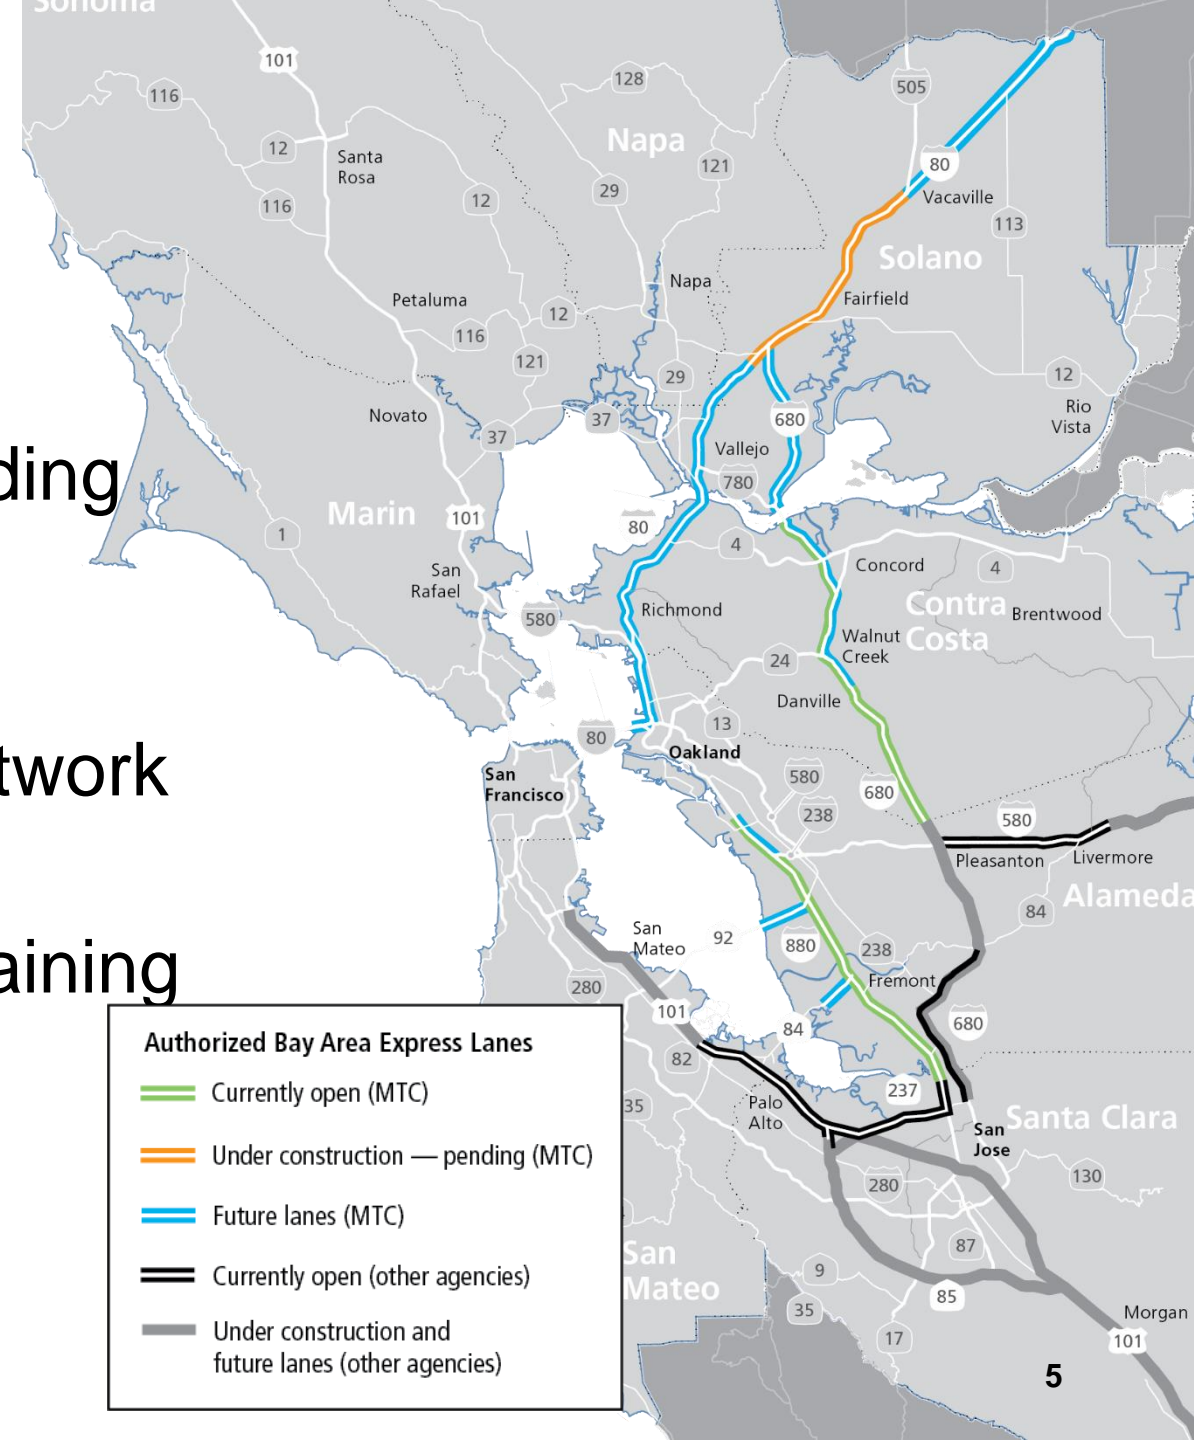 Sonoma
101
128
505
116
Napa
12
Santa
Rosa
121
80
29
Vacaville
116
12
113
Solano
Napa
Petaluma
Fairfield
12
116
121
29
12
Novato
37
680
Rio
Vista
37
Vallejo
ding
780
Marin
101
80
1
4
Concord
4
San
Rafael
Contra
Costa
Richmond
Brentwood
580
Walnut
Creek
24
Danville
13
80
Oakland
twork
San
Francisco
580
680
238
580
Pleasanton
Livermore
Alameda
84
San
Mateo
92
880
238
aining
280
Fremont
101
84
680
82
237
35
Palo
Alto
San
Jose
Santa Clara
280
130
87
San
Mateo
9
85
35
17
Morgan
101
5
Authorized Bay Area Express Lanes
Currently open (MTC)
Under construction — pending (MTC)
Future lanes (MTC)
Currently open (other agencies)
Under construction and
future lanes (other agencies)